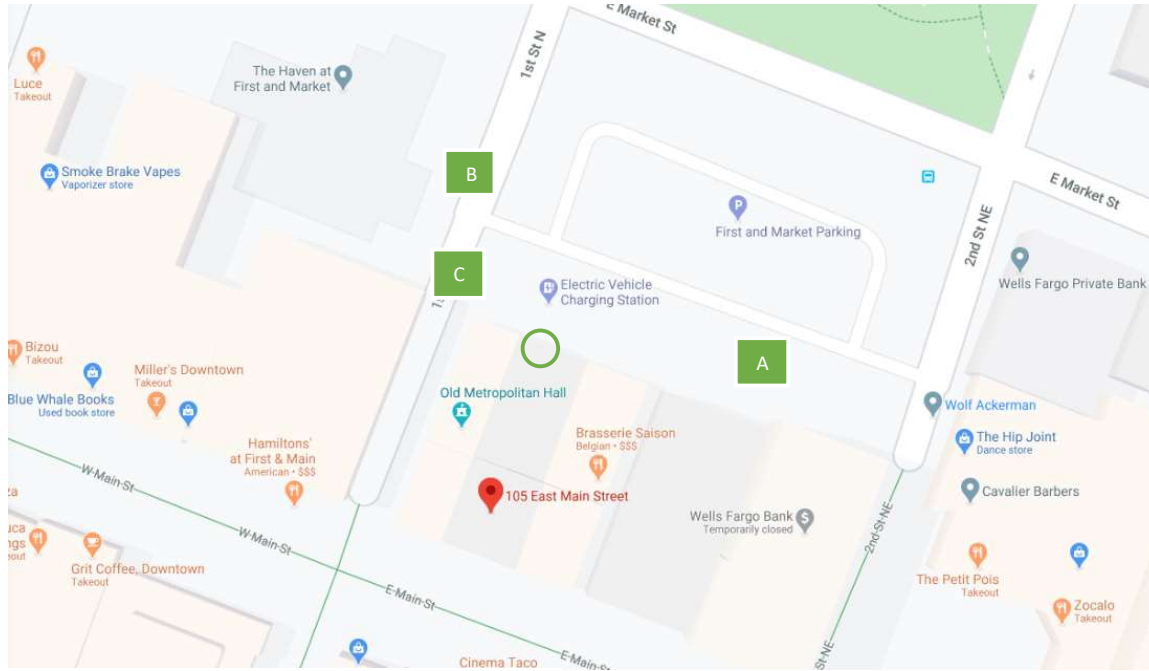 E Market St
1st St N
Luce
Takeout
The Haven at
First and Market
Smoke Brake Vapes
Vaporizer store
B
P
First and Market Parking
E Market St
2nd St NE
Wells Fargo Private Bank
C
Electric Vehicle
Charging Station
A
Bizou
Takeout
Miller's Downtown
Takeout
Blue Whale Books
Used book store
Old Metropolitan Hall
Wolf Ackerman
The Hip Joint
Dance store
Hamiltons'
at First & Main
American • $$$
Brasserie Saison
Belgian • $$$
W Main St
105 East Main Street
Cavalier Barbers
Wells Fargo Bank
Temporarily closed
$
2nd St NE
W Main St
Grit Coffee, Downtown
Takeout
E Main St
The Petit Pois
Takeout
Zocalo
Takeout
Cinema Taco
E Main St